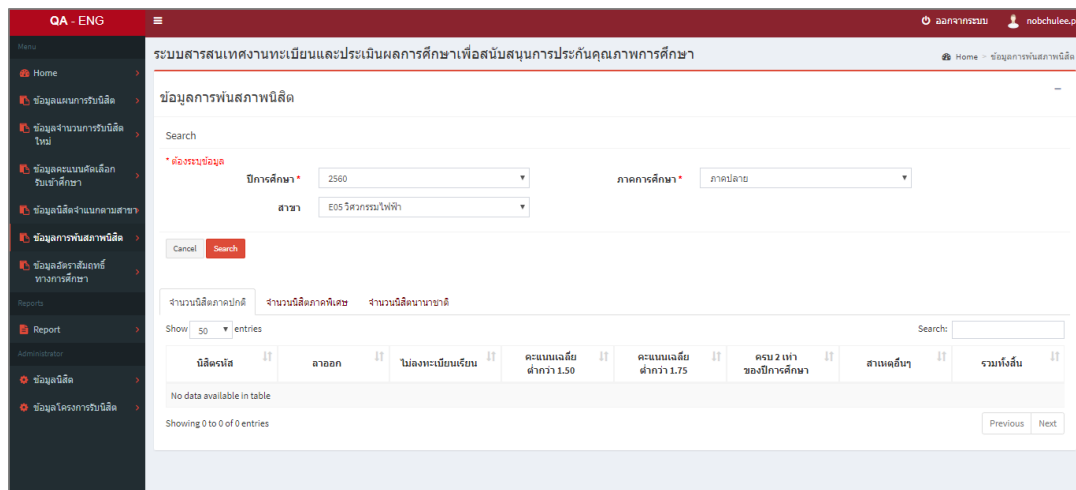 QA - ENG
ออกจากระบบ
nobchulee.p
Menu
Home
ข้อมูลแผนการรับนิสิต
ข้อมูลจำนวนการรับนิสิต
ใหม่
ข้อมูลคะแนนคัดเลือก
รับเข้าศึกษา
ข้อมูลนิสิตจำแนกตามสาขา
ข้อมูลการพ้นสภาพนิสิต
ข้อมูลอัตราสัมฤทธิ์
ทางการศึกษา
Reports
Report
Administrator
ข้อมูลนิสิต
ข้อมูลโครงการรับนิสิต
ระบบสารสนเทศงานทะเบียนและประเมินผลการศึกษาเพื่อสนับสนุนการประกันคุณภาพการศึกษา
Home > ข้อมูลการพ้นสภาพนิสิต
ข้อมูลการพ้นสภาพนิสิต
Search
* ต้องระบุข้อมูล
ปีการศึกษา * 2560 ภาคการศึกษา * ภาคปลาย
สาขา E05 วิศวกรรมไฟฟ้า
Cancel Search
จำนวนนิสิตภาคปกติ จำนวนนิสิตภาคพิเศษ จำนวนนิสิตนานาชาติ
Show 50 entries Search:
นิสิตรหัส ลาออก ไม่ลงทะเบียนเรียน คะแนนเฉลี่ย ต่ำกว่า 1.50 คะแนนเฉลี่ย ต่ำกว่า 1.75 ครบ 2 เท่า ของปีการศึกษา สาเหตุอื่นๆ รวมทั้งสิ้น
No data available in table
Showing 0 to 0 of 0 entries Previous Next